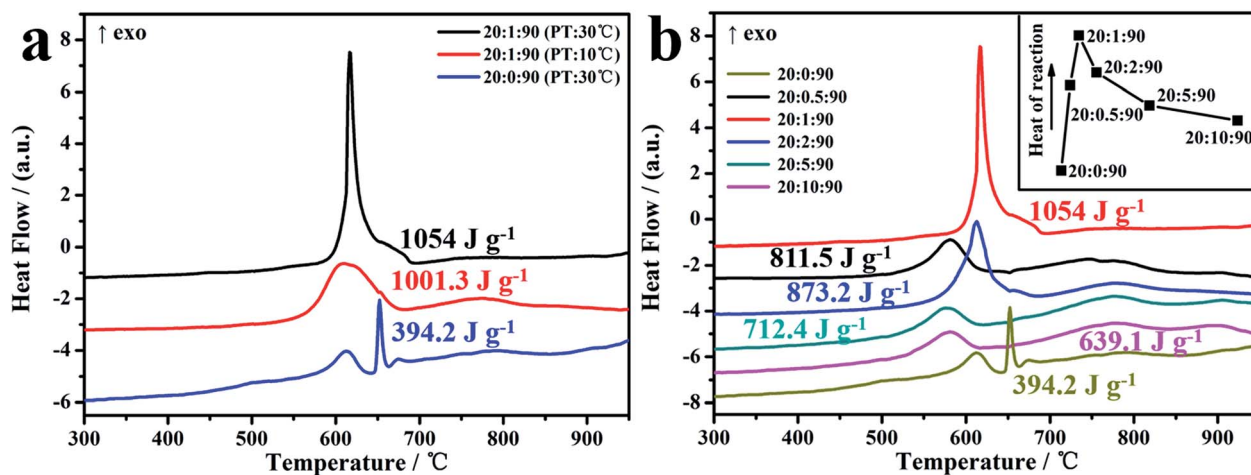 a
↑ exo
20:1:90 (PT:30℃)
20:1:90 (PT:10℃)
20:0:90 (PT:30℃)
8
6
4
2
0
-2
-4
-6
Heat Flow / (a.u.)
1054 J g-1
1001.3 J g-1
394.2 J g-1
300
400
500
600
700
800
900
Temperature / ℃
b
↑ exo
20:0:90
20:0.5:90
20:1:90
20:2:90
20:5:90
20:10:90
8
6
4
2
0
-2
-4
-6
-8
Heat Flow / (a.u.)
Heat of reaction
20:1:90
20:2:90
20:0.5:90
20:5:90
20:10:90
20:0:90
1054 J g-1
811.5 J g-1
873.2 J g-1
712.4 J g-1
639.1 J g-1
394.2 J g-1
300
400
500
600
700
800
900
Temperature / ℃